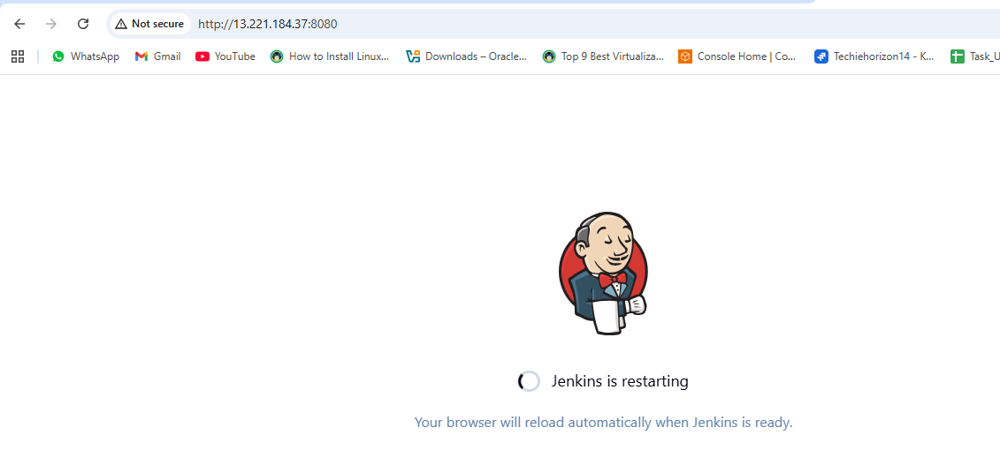 Not secure http://13.221.184.37:8080
WhatsApp Gmail YouTube How to Install Linux... Downloads – Oracle... Top 9 Best Virtualiza... Console Home | Co... Techiehorizon14 - K... Task_U
Jenkins is restarting
Your browser will reload automatically when Jenkins is ready.